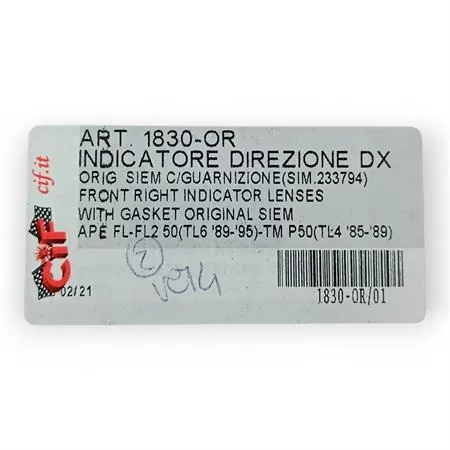 ART. 1830-OR
INDICATORE DIREZIONE DX
ORIG SIEM C/GUARNIZIONE(SIM.233794)
FRONT RIGHT INDICATOR LENSES
WITH GASKET ORIGINAL SIEM
APE FL-FL2 50(TL6 '89-'95)-TM P50(TL4 '85-'89)
2
02/21
1830-OR/01
cif.it
CIF